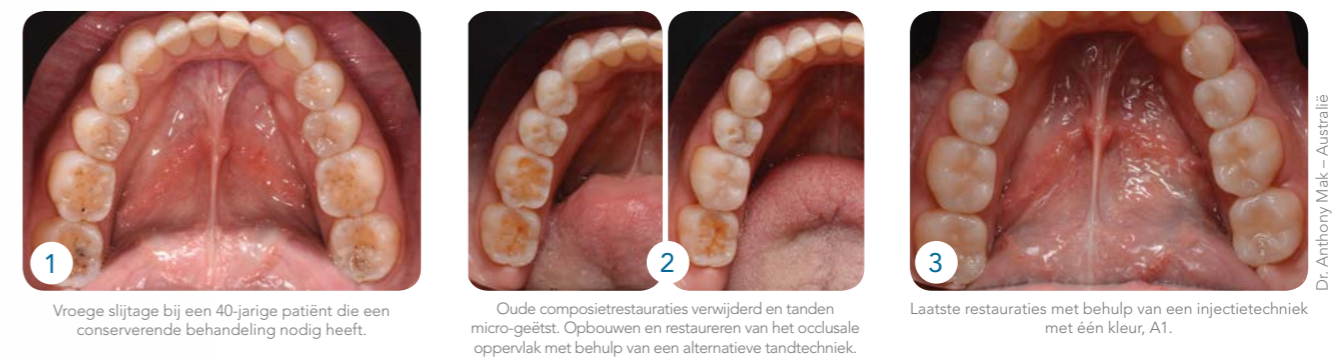 1
Vroege slijtage bij een 40-jarige patiënt die een
conserverende behandeling nodig heeft.
2
Oude composietrestauraties verwijderd en tanden
micro-geëtst. Opbouwen en restaureren van het occlusale
oppervlak met behulp van een alternatieve tandtechniek.
3
Laatste restauraties met behulp van een injectietechniek
met één kleur, A1.
Dr. Anthony Mak – Australië